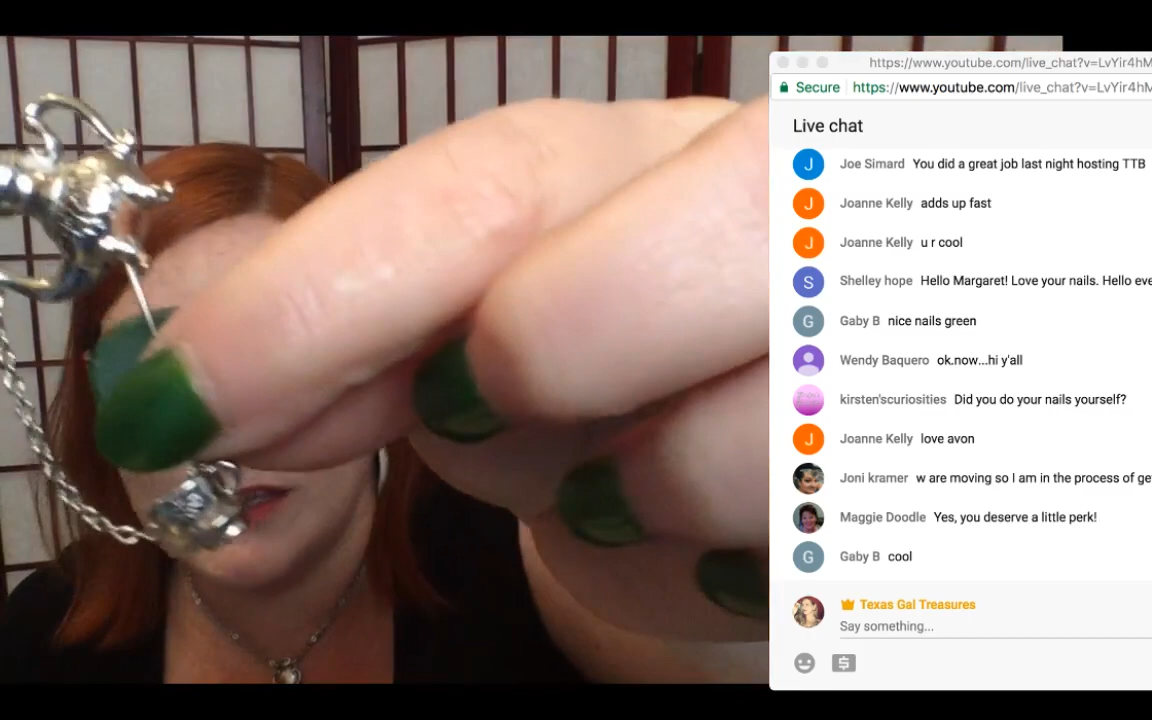 https://www.youtube.com/live_chat?v=LvYir4hM
Secure https://www.youtube.com/live_chat?v=LvYir4hM
Live chat
J Joe Simard You did a great job last night hosting TTB
J Joanne Kelly adds up fast
J Joanne Kelly u r cool
S Shelley hope Hello Margaret! Love your nails. Hello eve
G Gaby B nice nails green
Wendy Baquero ok.now...hi y'all
kirsten'scuriosities Did you do your nails yourself?
J Joanne Kelly love avon
Joni kramer w are moving so I am in the process of ge
Maggie Doodle Yes, you deserve a little perk!
G Gaby B cool
Texas Gal Treasures
Say something...
$